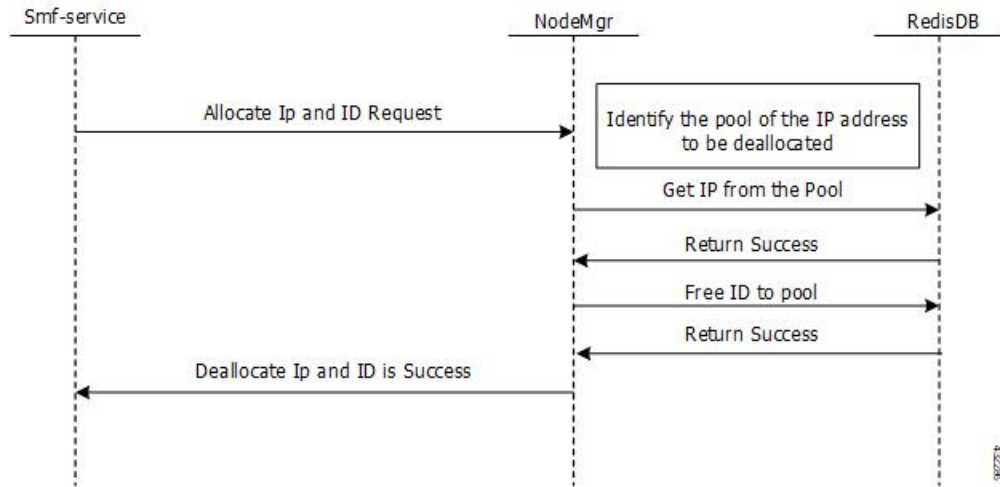 Smf-service
NodeMgr
RedisDB
Allocate Ip and ID Request
Identify the pool of the IP address
to be deallocated
Get IP from the Pool
Return Success
Free ID to pool
Return Success
Deallocate Ip and ID is Success